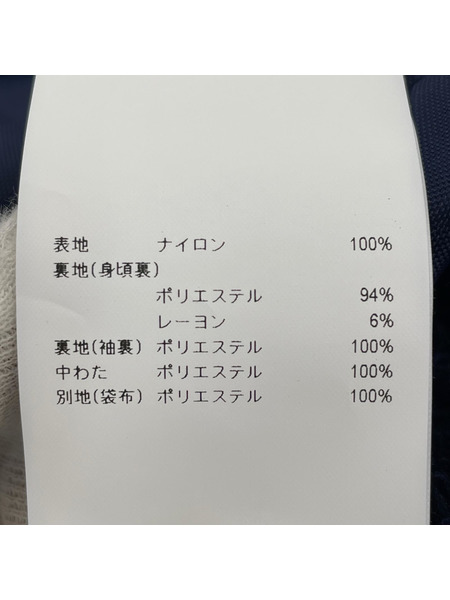 表地 ナイロン 100%
裏地(身頃裏)
ポリエステル 94%
レーヨン 6%
裏地(袖裏) ポリエステル 100%
中わた ポリエステル 100%
別地(袋布) ポリエステル 100%